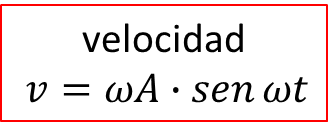 velocidad
v = ωA · sen ωt